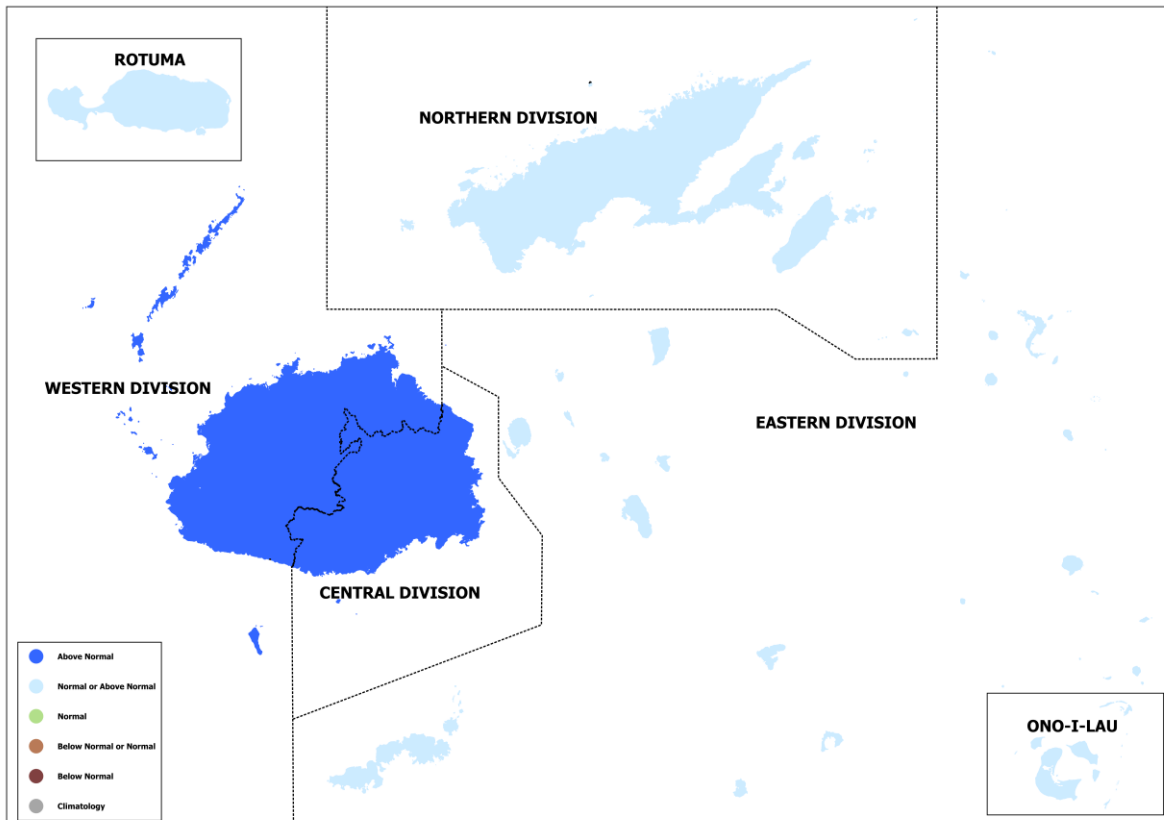 ROTUMA
NORTHERN DIVISION
WESTERN DIVISION
EASTERN DIVISION
CENTRAL DIVISION
Above Normal
Normal or Above Normal
Normal
Below Normal or Normal
Below Normal
Climatology
ONO-I-LAU